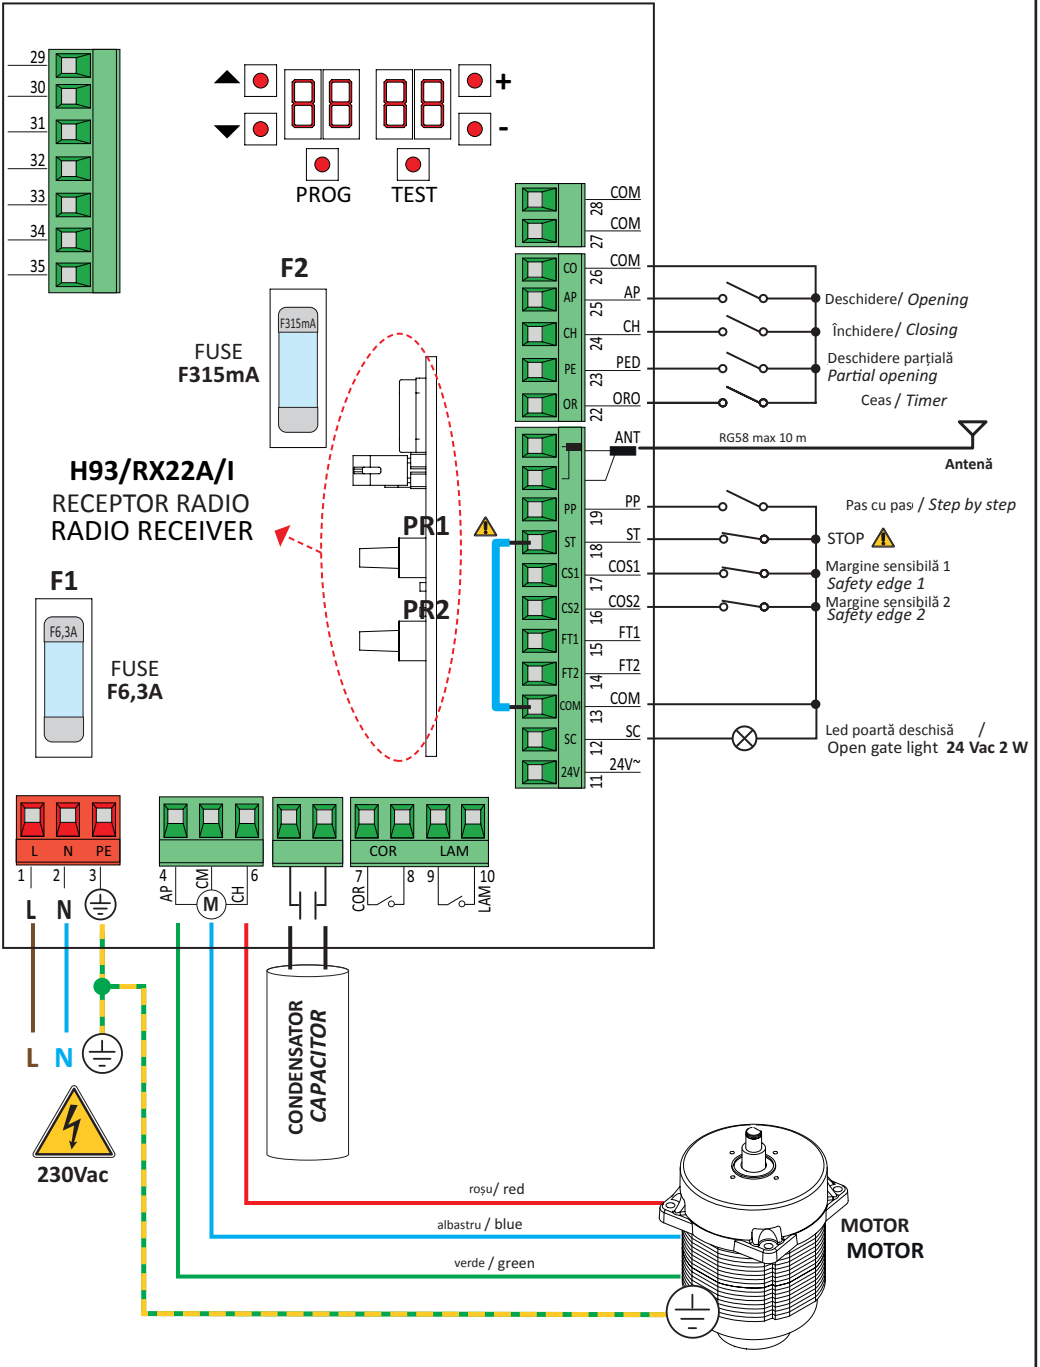 29
30
31
32
33
34
35
+
-
PROG
TEST
F2
F315mA
FUSE
F315mA
H93/RX22A/I
RECEPTOR RADIO
RADIO RECEIVER
PR1
PR2
F1
F6,3A
FUSE
F6,3A
28 COM
27 COM
CO 26 COM
AP 25 AP
CH 24 CH
PE 23 PED
OR 22 ORO
Deschidere/ Opening
Închidere/ Closing
Deschidere parțială
Partial opening
Ceas / Timer
ANT
RG58 max 10 m
Antenă
PP 19 PP
ST 18 ST
CS1 17 COS1
CS2 16 COS2
FT1 15 FT1
FT2 14 FT2
COM 13 COM
SC 12 SC
24V 11 24V~
Pas cu pas / Step by step
STOP
Margine sensibilă 1
Safety edge 1
Margine sensibilă 2
Safety edge 2
Led poartă deschisă /
Open gate light 24 Vac 2 W
L N PE
1 2 3
L N
L N
230Vac
4 6
AP CM CH
M
COR LAM
7 8 9 10
COR LAM
CONDENSATOR
CAPACITOR
roșu/ red
albastru / blue
verde / green
MOTOR
MOTOR